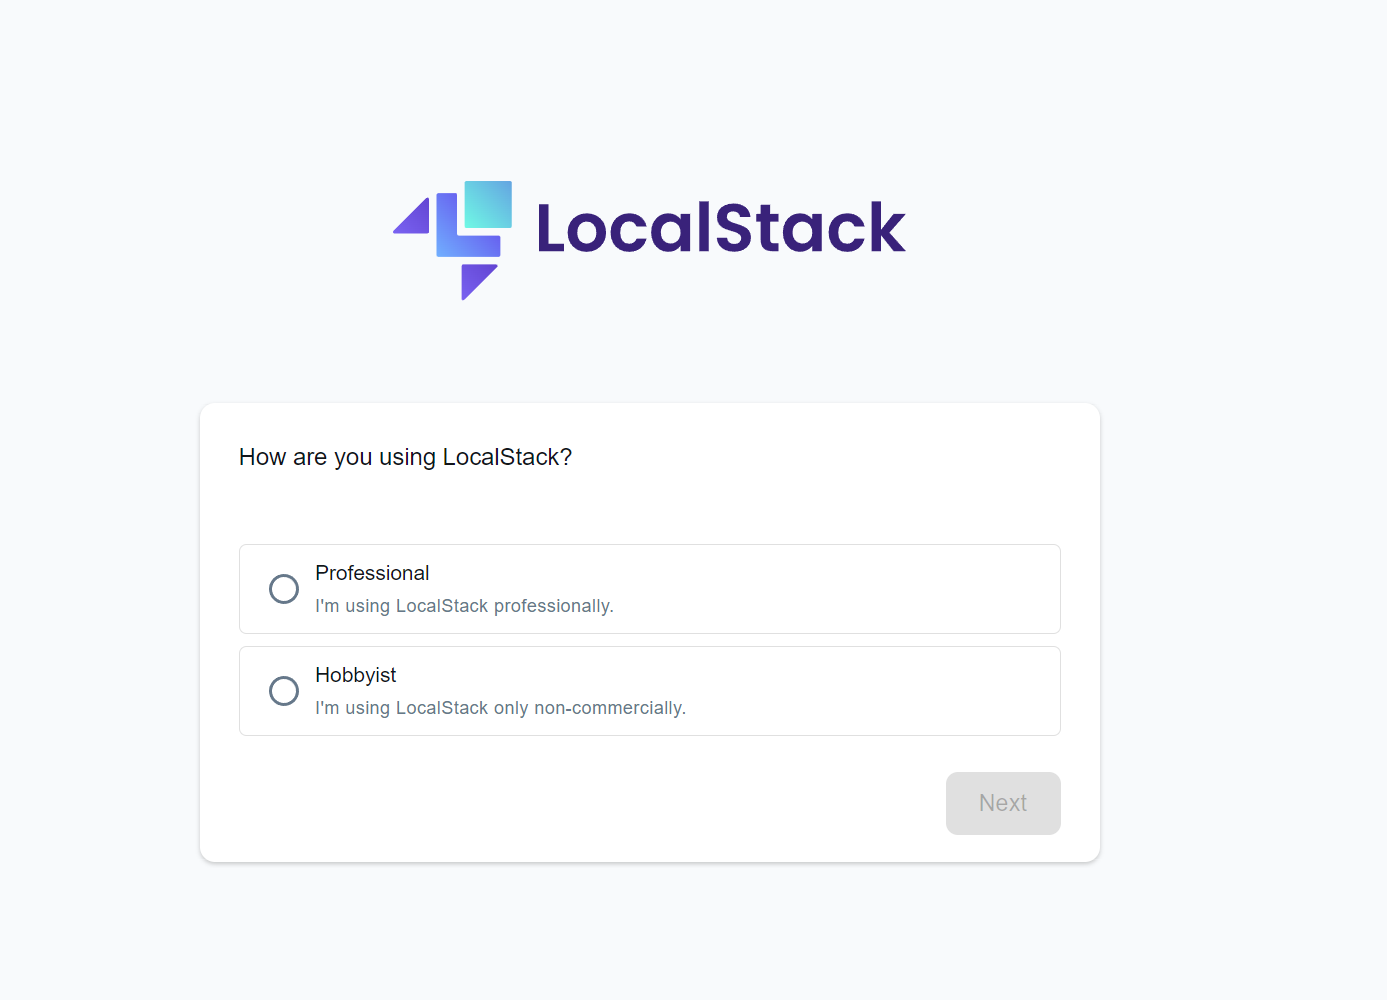 LocalStack
How are you using LocalStack?
Professional
I'm using LocalStack professionally.
Hobbyist
I'm using LocalStack only non-commercially.
Next